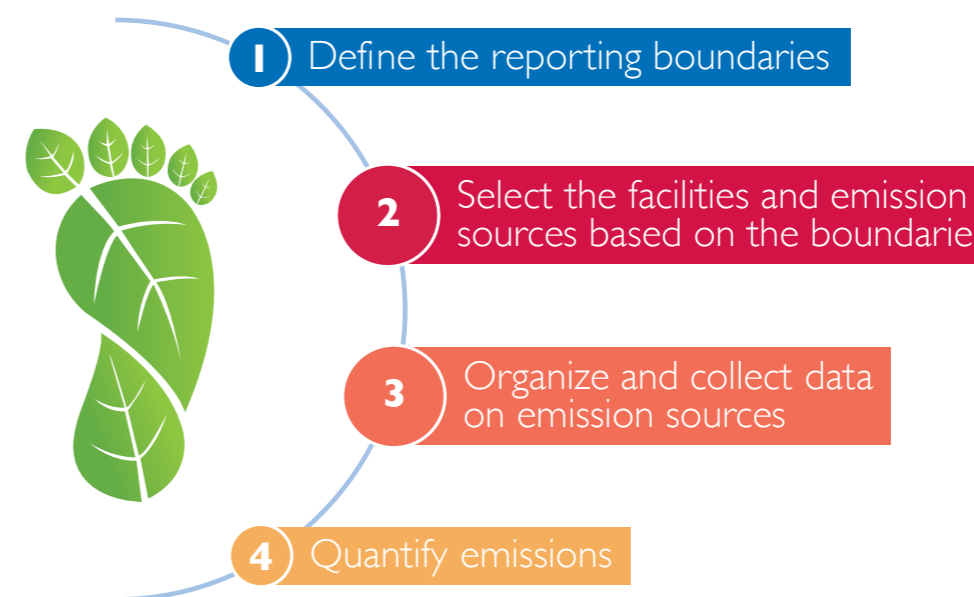 1 Define the reporting boundaries
2 Select the facilities and emission
sources based on the boundarie
3 Organize and collect data
on emission sources
4 Quantify emissions